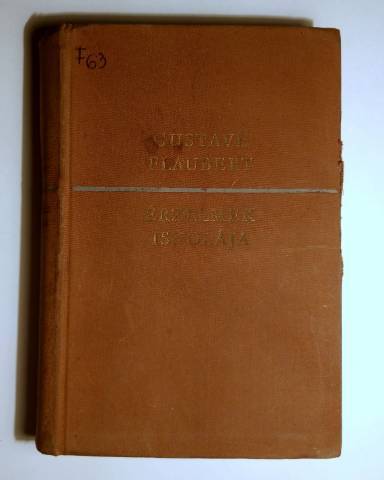 F63
GUSTAVE
FLAUBERT
ÉRZELMEK
ISKOLÁJA